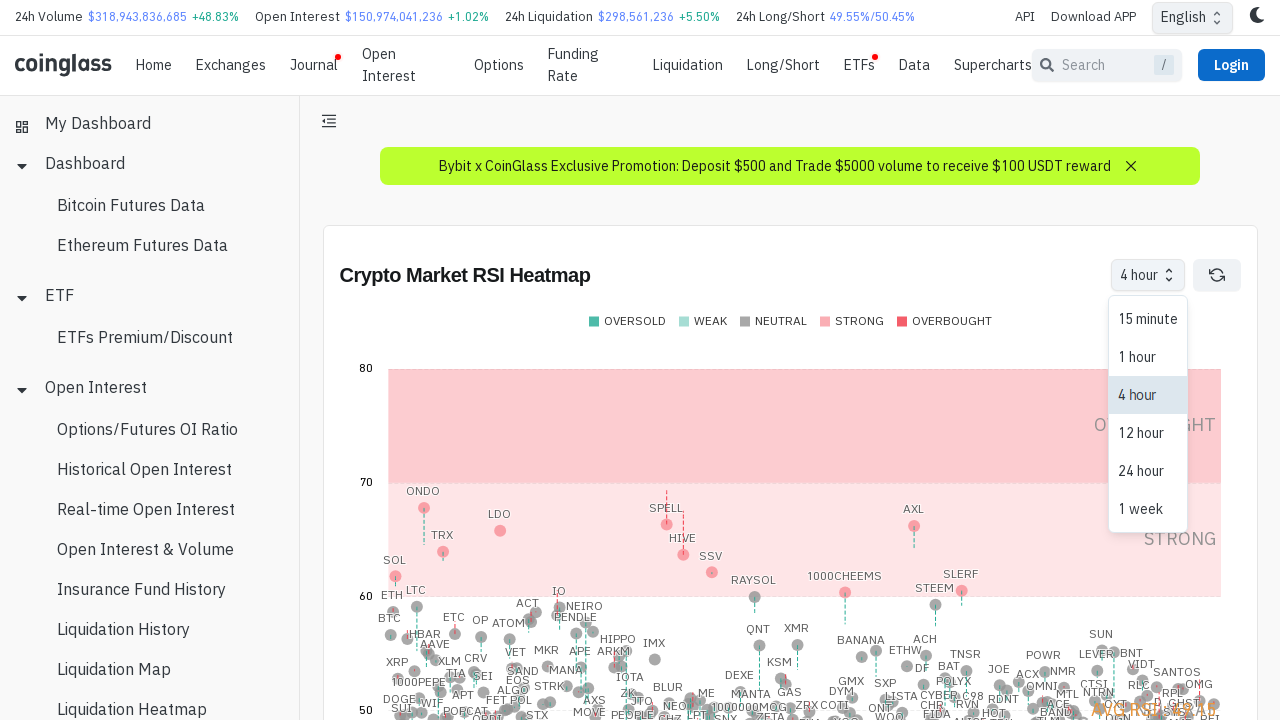 24h Volume $318,943,836,685 +48.83% Open Interest $150,974,041,236 +1.02% 24h Liquidation $298,561,236 +5.50% 24h Long/Short 49.55%/50.45% API Download APP English
coinglass Home Exchanges Journal Open Interest Options Funding Rate Liquidation Long/Short ETFs Data Supercharts Search / Login
My Dashboard
Dashboard
Bitcoin Futures Data
Ethereum Futures Data
ETF
ETFs Premium/Discount
Open Interest
Options/Futures OI Ratio
Historical Open Interest
Real-time Open Interest
Open Interest & Volume
Insurance Fund History
Liquidation History
Liquidation Map
Liquidation Heatmap
Bybit x CoinGlass Exclusive Promotion: Deposit $500 and Trade $5000 volume to receive $100 USDT reward
Crypto Market RSI Heatmap
4 hour
15 minute
1 hour
4 hour
12 hour
24 hour
1 week
OVERSOLD WEAK NEUTRAL STRONG OVERBOUGHT
80
70
ONDO
LDO SPELL AXL
TRX HIVE STRONG
SOL SSV
RAYSOL 1000CHEEMS SLERF
60
ETH LTC IO STEEM
ACT NEIRO
BTC ETC OP ATOM PENDLE
HBAR HIPPO IMX QNT XMR BANANA ACH SUN
AAVE VET MKR APE ARKM ETHW TNSR POWR LEVER BNT
XRP XLM CRV SAND MANA IOTA DEXE KSM DF BAT JOE ACX NMR VIDT SANTOS
1000PEPE TIA SEI EOS STRK BLUR GMX SXP POLYX OMNI CTSI RLC OMG
DOGE WIF APT ALGO ZK ME MANTA GAS DYM LISTA CYBER C98 RDNT MTL NTRN RPL
50
SUI POPCAT FET POL STX MOVE PEOPLE JTO NEO 1000000MOG ZRX COTI ONT CHR RVN HOT ACE
FIDA BAND